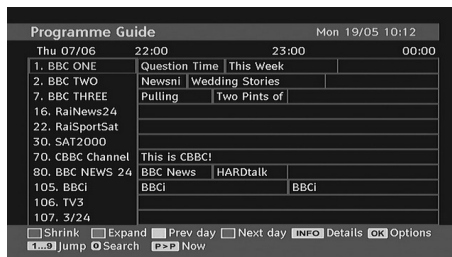 Programme Guide Mon 19/05 10:12
Thu 07/06 22:00 23:00 00:00
1. BBC ONE Question Time This Week
2. BBC TWO Newsni Wedding Stories
7. BBC THREE Pulling Two Pints of
16. RaiNews24
22. RaiSportSat
30. SAT2000
70. CBBC Channel This is CBBC!
80. BBC NEWS 24 BBC News HARDtalk
105. BBCi BBCi BBCi
106. TV3
107. 3/24
Shrink Expand Prev day Next day INFO Details OK Options
1...9 Jump 0 Search P>P Now